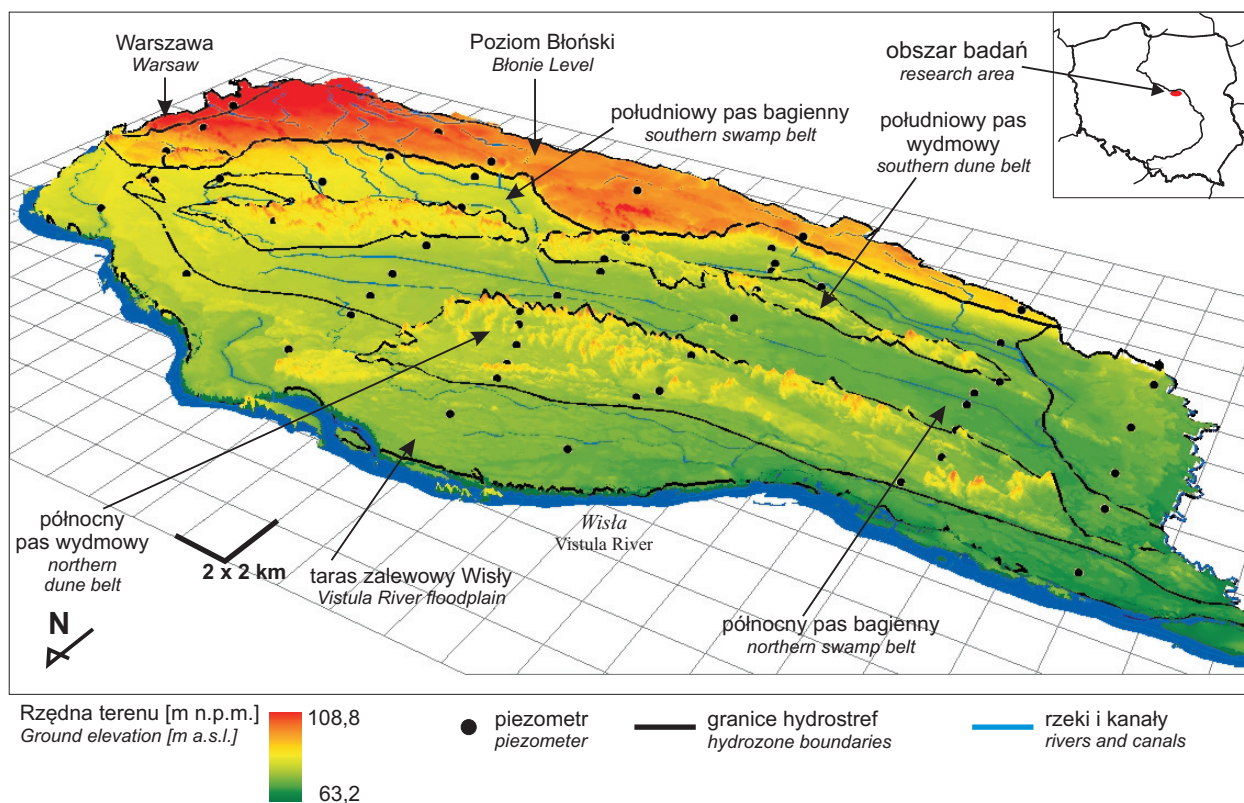 Warszawa
Warsaw
Poziom Błoński
Błonie Level
obszar badań
research area
południowy pas bagienny
southern swamp belt
południowy pas
wydmowy
southern dune belt
północny
pas wydmowy
northern
dune belt
2 x 2 km
N
taras zalewowy Wisły
Vistula River floodplain
Wisła
Vistula River
północny pas bagienny
northern swamp belt
Rzędna terenu [m n.p.m.]
Ground elevation [m a.s.l.]
108,8
63,2
piezometr
piezometer
granice hydrostref
hydrozone boundaries
rzeki i kanały
rivers and canals